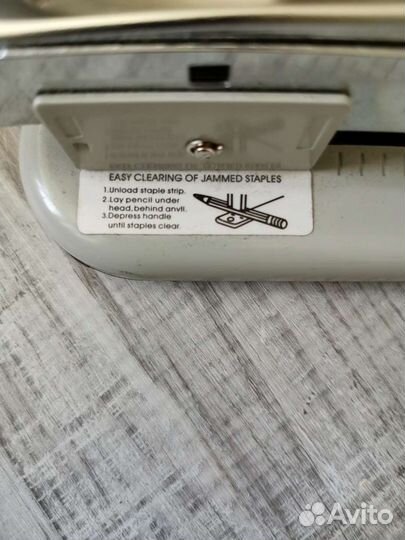 EASY CLEARING OF JAMMED STAPLES
1.Unload staple strip.
2.Lay pencil under
head,behind anvil.
3.Depress handle
until staples clear.
Avito